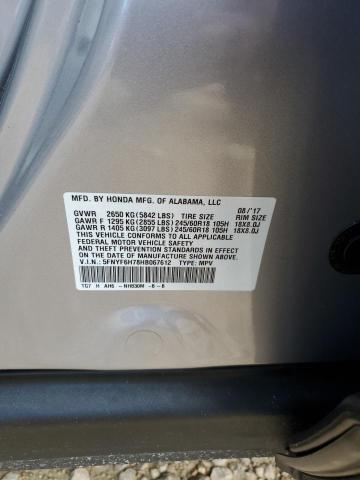 MFD. BY HONDA MFG. OF ALABAMA, LLC 08/'17
GVWR 2650 KG (5842 LBS) TIRE SIZE RIM SIZE
GAWR F 1295 KG (2855 LBS) 245/60R18 105H 18X8.0J
GAWR R 1405 KG (3097 LBS) 245/60R18 105H 18X8.0J
THIS VEHICLE CONFORMS TO ALL APPLICABLE
FEDERAL MOTOR VEHICLE SAFETY
AND THEFT PREVENTION STANDARDS IN EFFECT
ON THE DATE OF MANUFACTURE SHOWN ABOVE.
V.I.N.: 5FNYF6H78HB067612 TYPE: MPV
TG7 H AH6 - NH830M -B - B